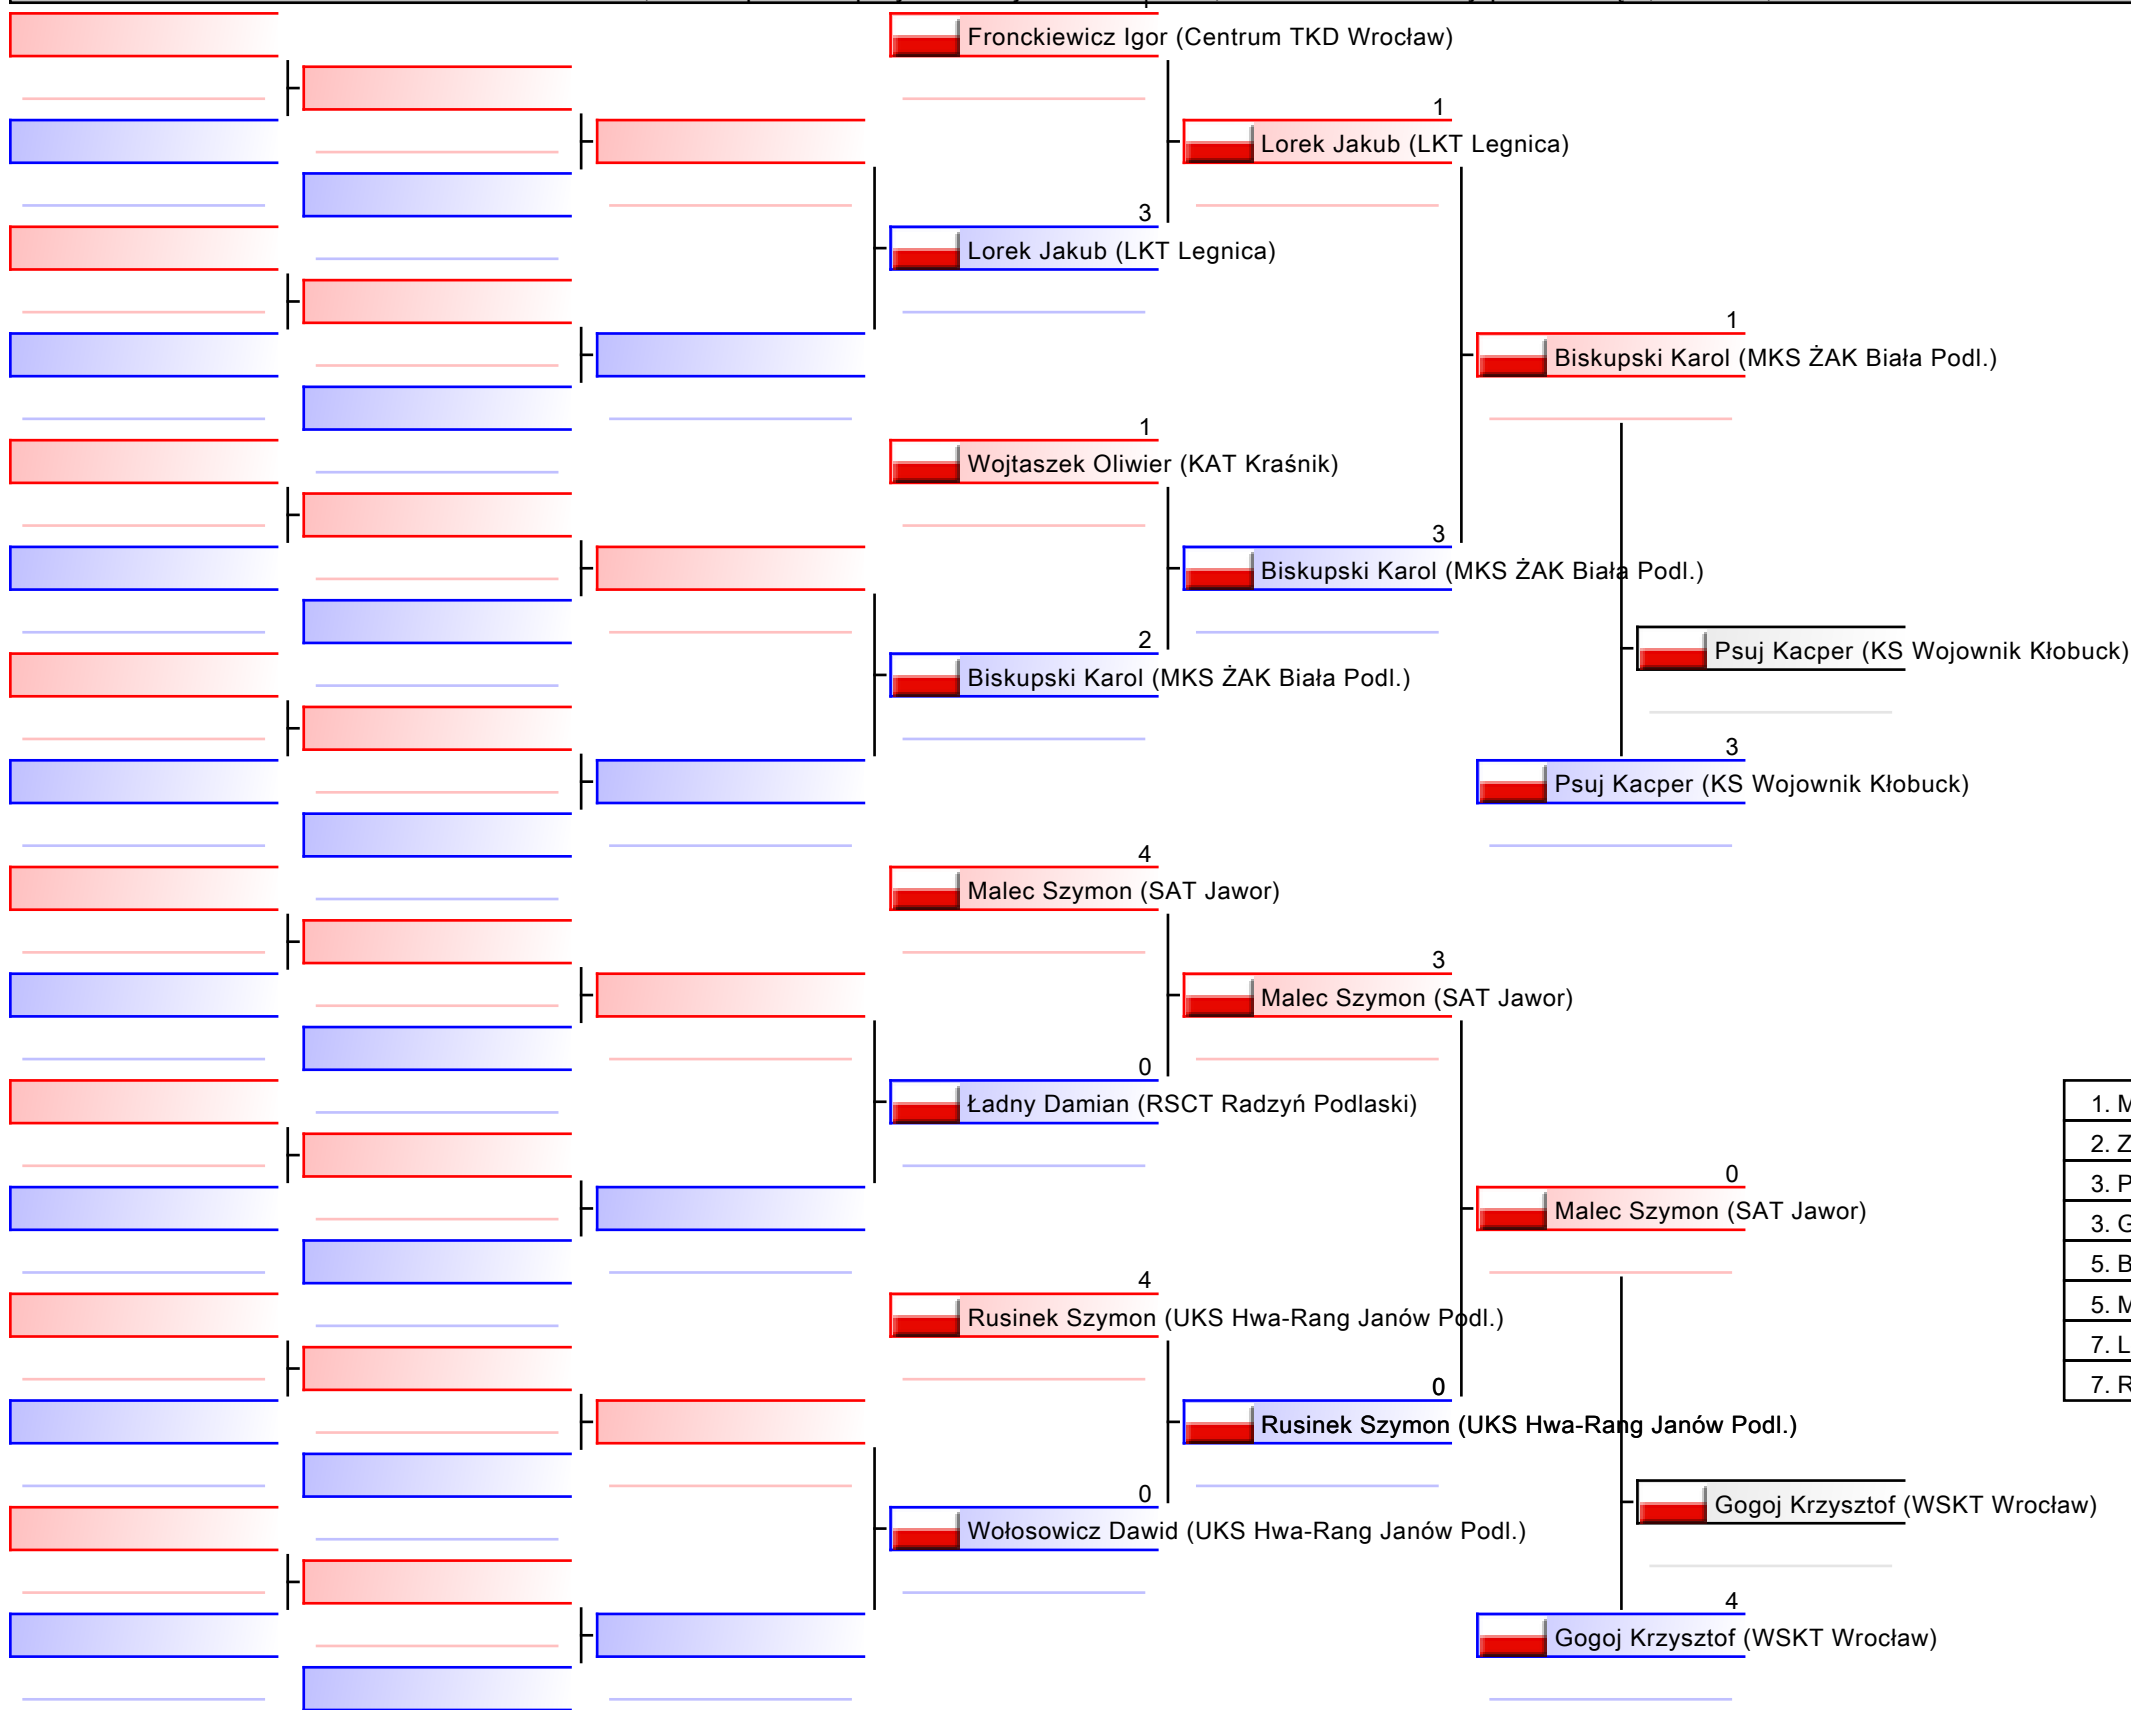 Fronckiewicz Igor (Centrum TKD Wrocław)
1
Lorek Jakub (LKT Legnica)
3
Lorek Jakub (LKT Legnica)
1
Biskupski Karol (MKS ŻAK Biała Podl.)
1
Wojtaszek Oliwier (KAT Kraśnik)
3
Biskupski Karol (MKS ŻAK Biała Podl.)
2
Biskupski Karol (MKS ŻAK Biała Podl.)
Psuj Kacper (KS Wojownik Kłobuck)
3
Psuj Kacper (KS Wojownik Kłobuck)
4
Malec Szymon (SAT Jawor)
3
Malec Szymon (SAT Jawor)
0
Ładny Damian (RSCT Radzyń Podlaski)
0
Malec Szymon (SAT Jawor)
4
Rusinek Szymon (UKS Hwa-Rang Janów Podl.)
0
Rusinek Szymon (UKS Hwa-Rang Janów Podl.)
0
Wołosowicz Dawid (UKS Hwa-Rang Janów Podl.)
Gogoj Krzysztof (WSKT Wrocław)
4
Gogoj Krzysztof (WSKT Wrocław)
1. M
2. Z
3. P
3. G
5. B
5. M
7. L
7. R